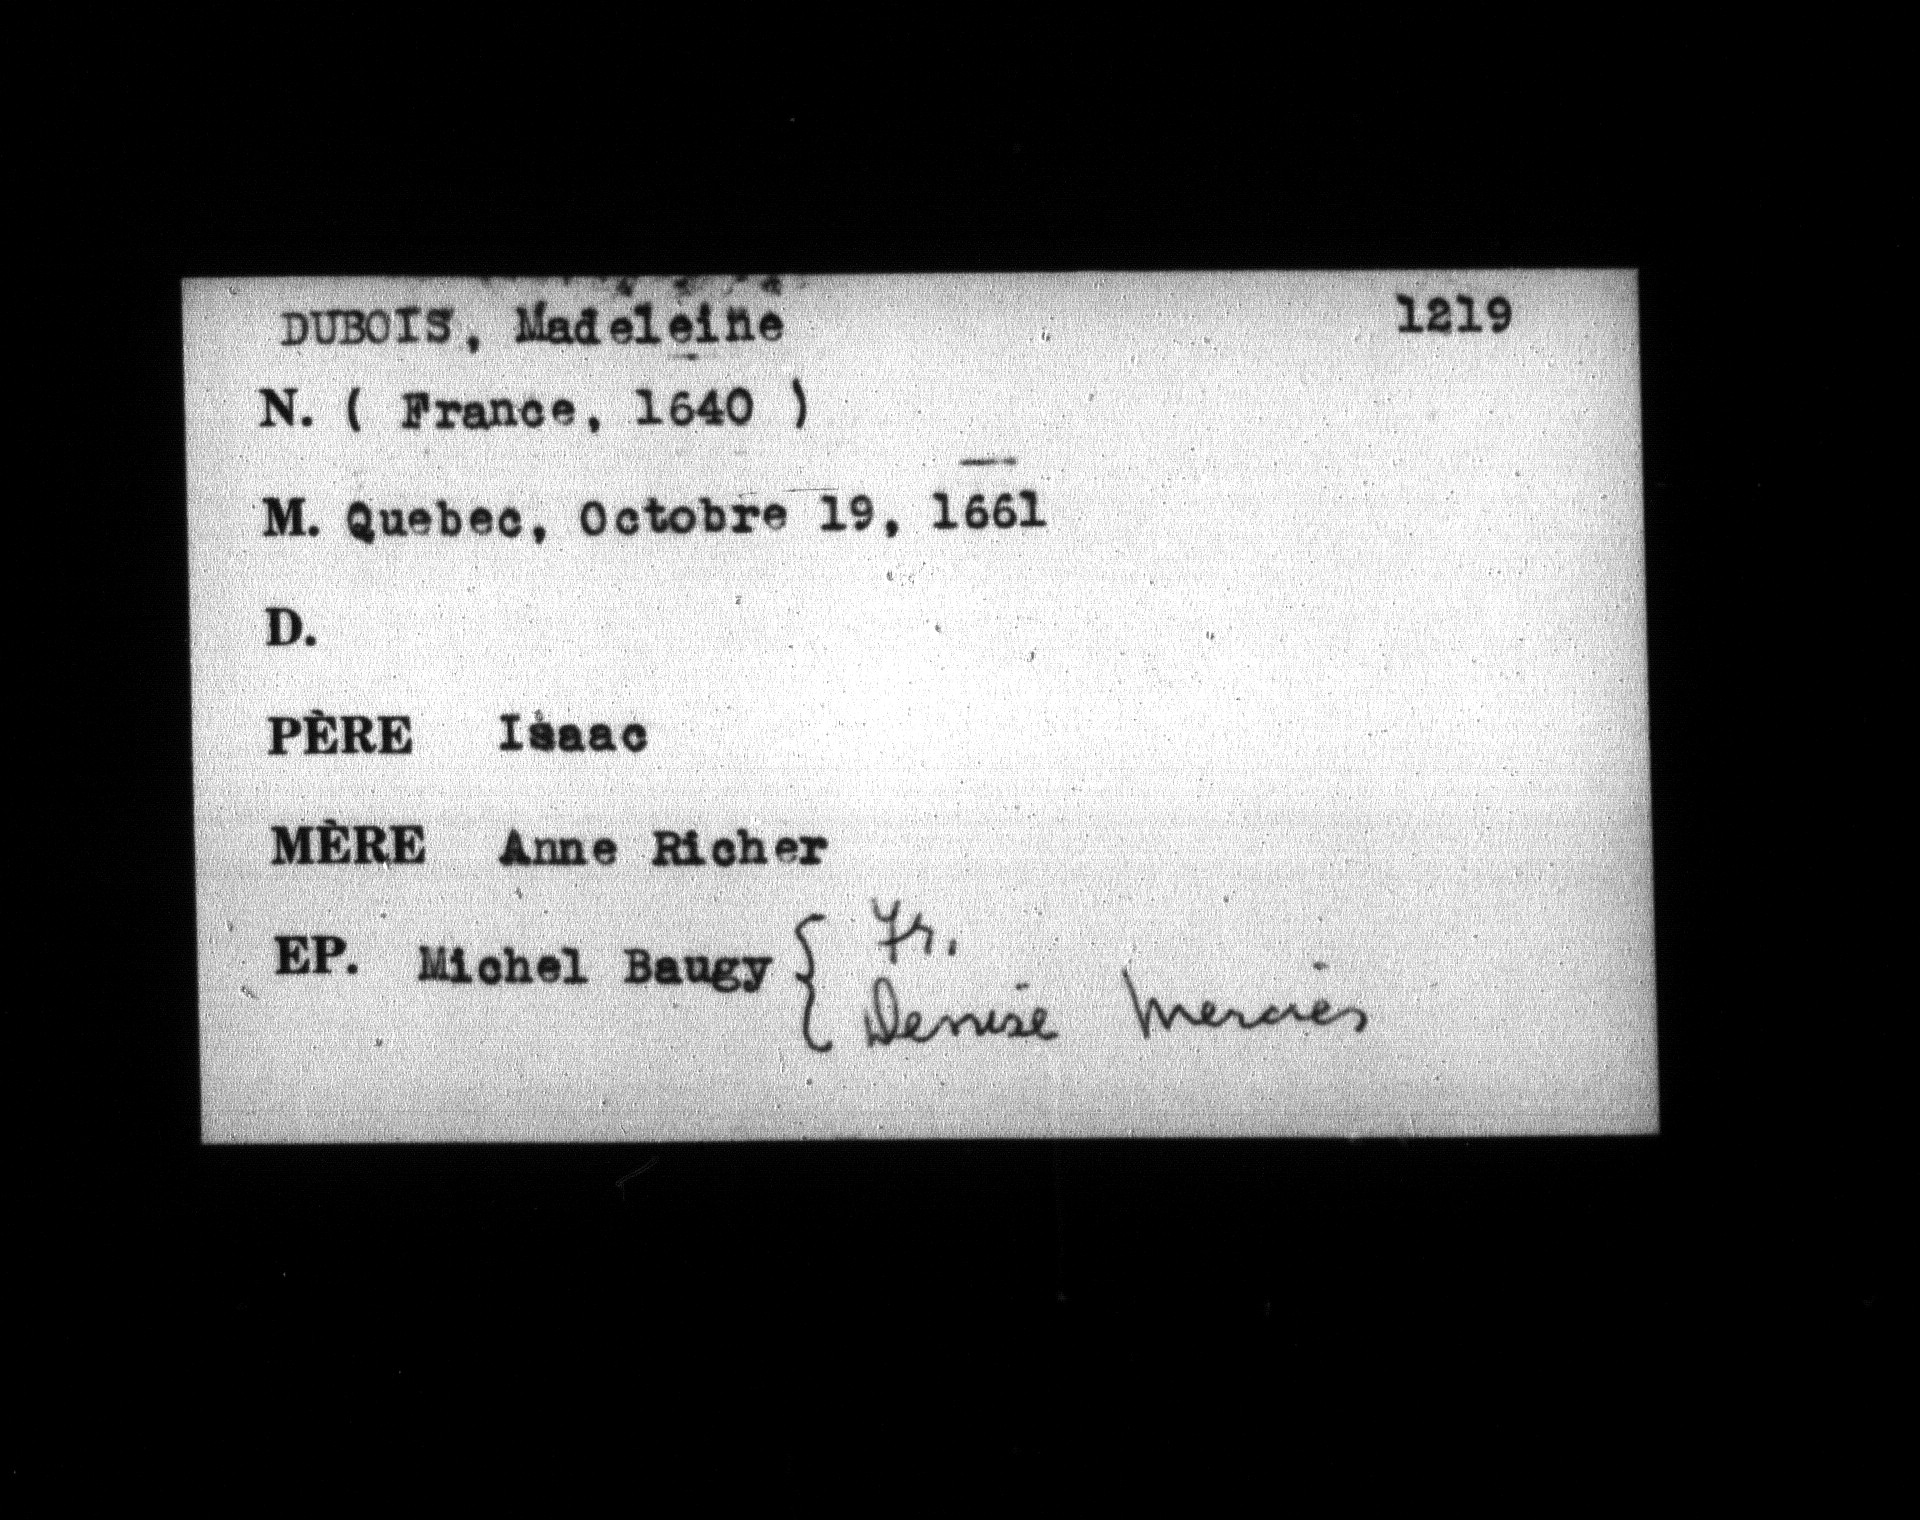 DUBOIS, Madeleine 1219
N. ( France, 1640 )
M. Quebec, Octobre 19, 1661
D.
PÈRE Isaac
MÈRE Anne Richer
EP. Michel Baugy { Fr.
Denise Mercier